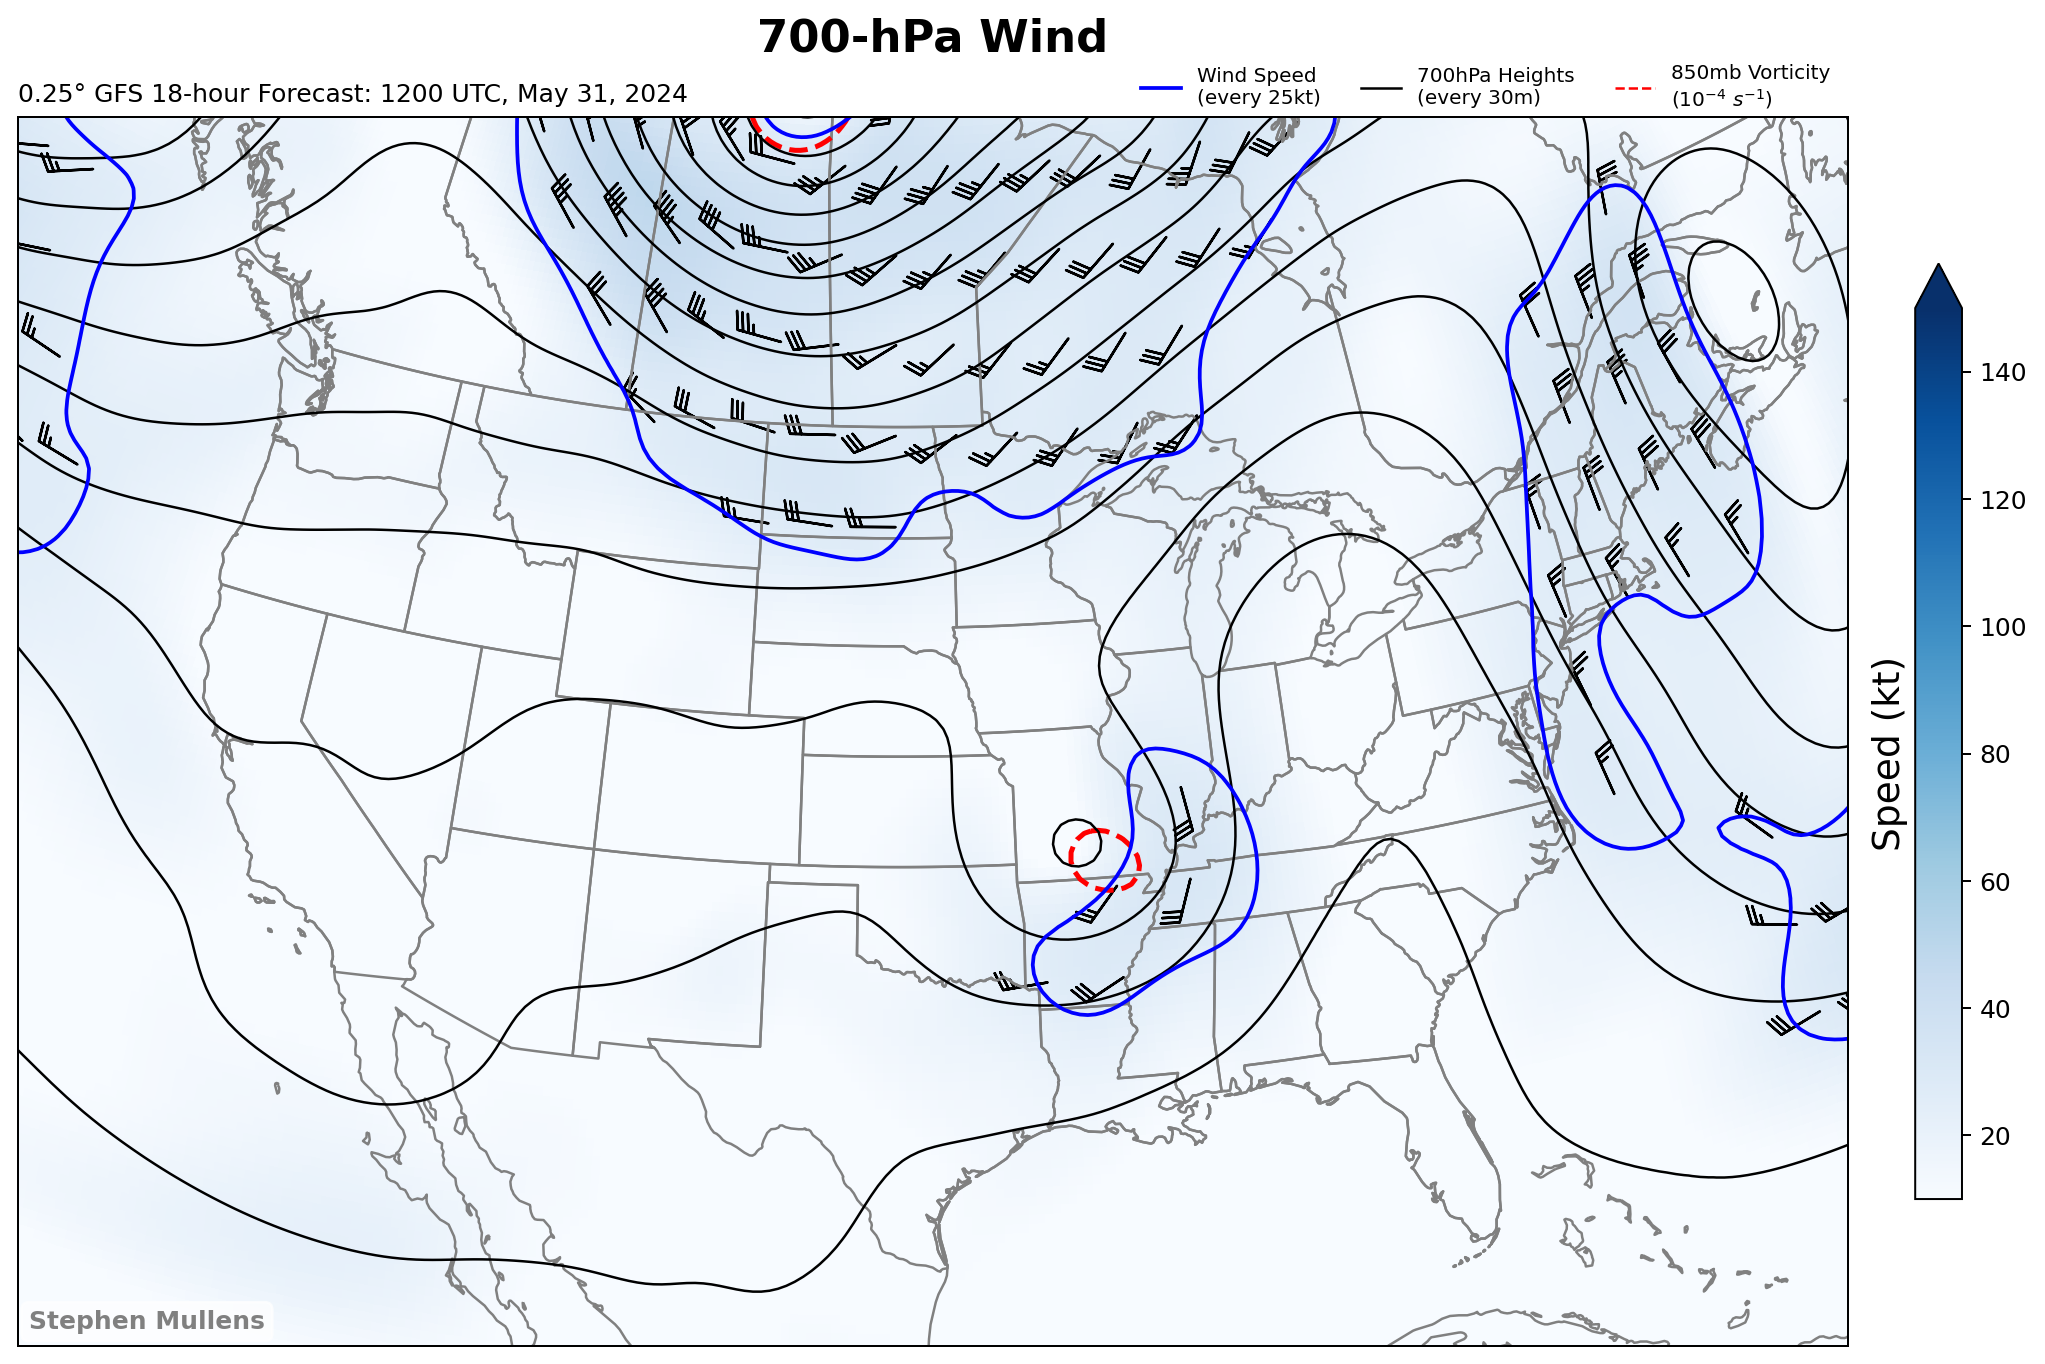 700-hPa Wind
0.25° GFS 18-hour Forecast: 1200 UTC, May 31, 2024
Wind Speed
(every 25kt)
700hPa Heights
(every 30m)
850mb Vorticity
(10⁻⁴ s⁻¹)
140
120
100
80
60
40
20
Speed (kt)
Stephen Mullens